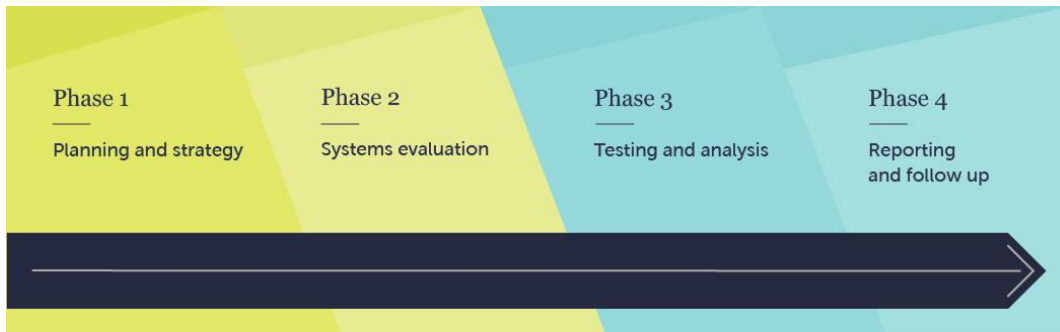 Phase 1
Planning and strategy
Phase 2
Systems evaluation
Phase 3
Testing and analysis
Phase 4
Reporting
and follow up